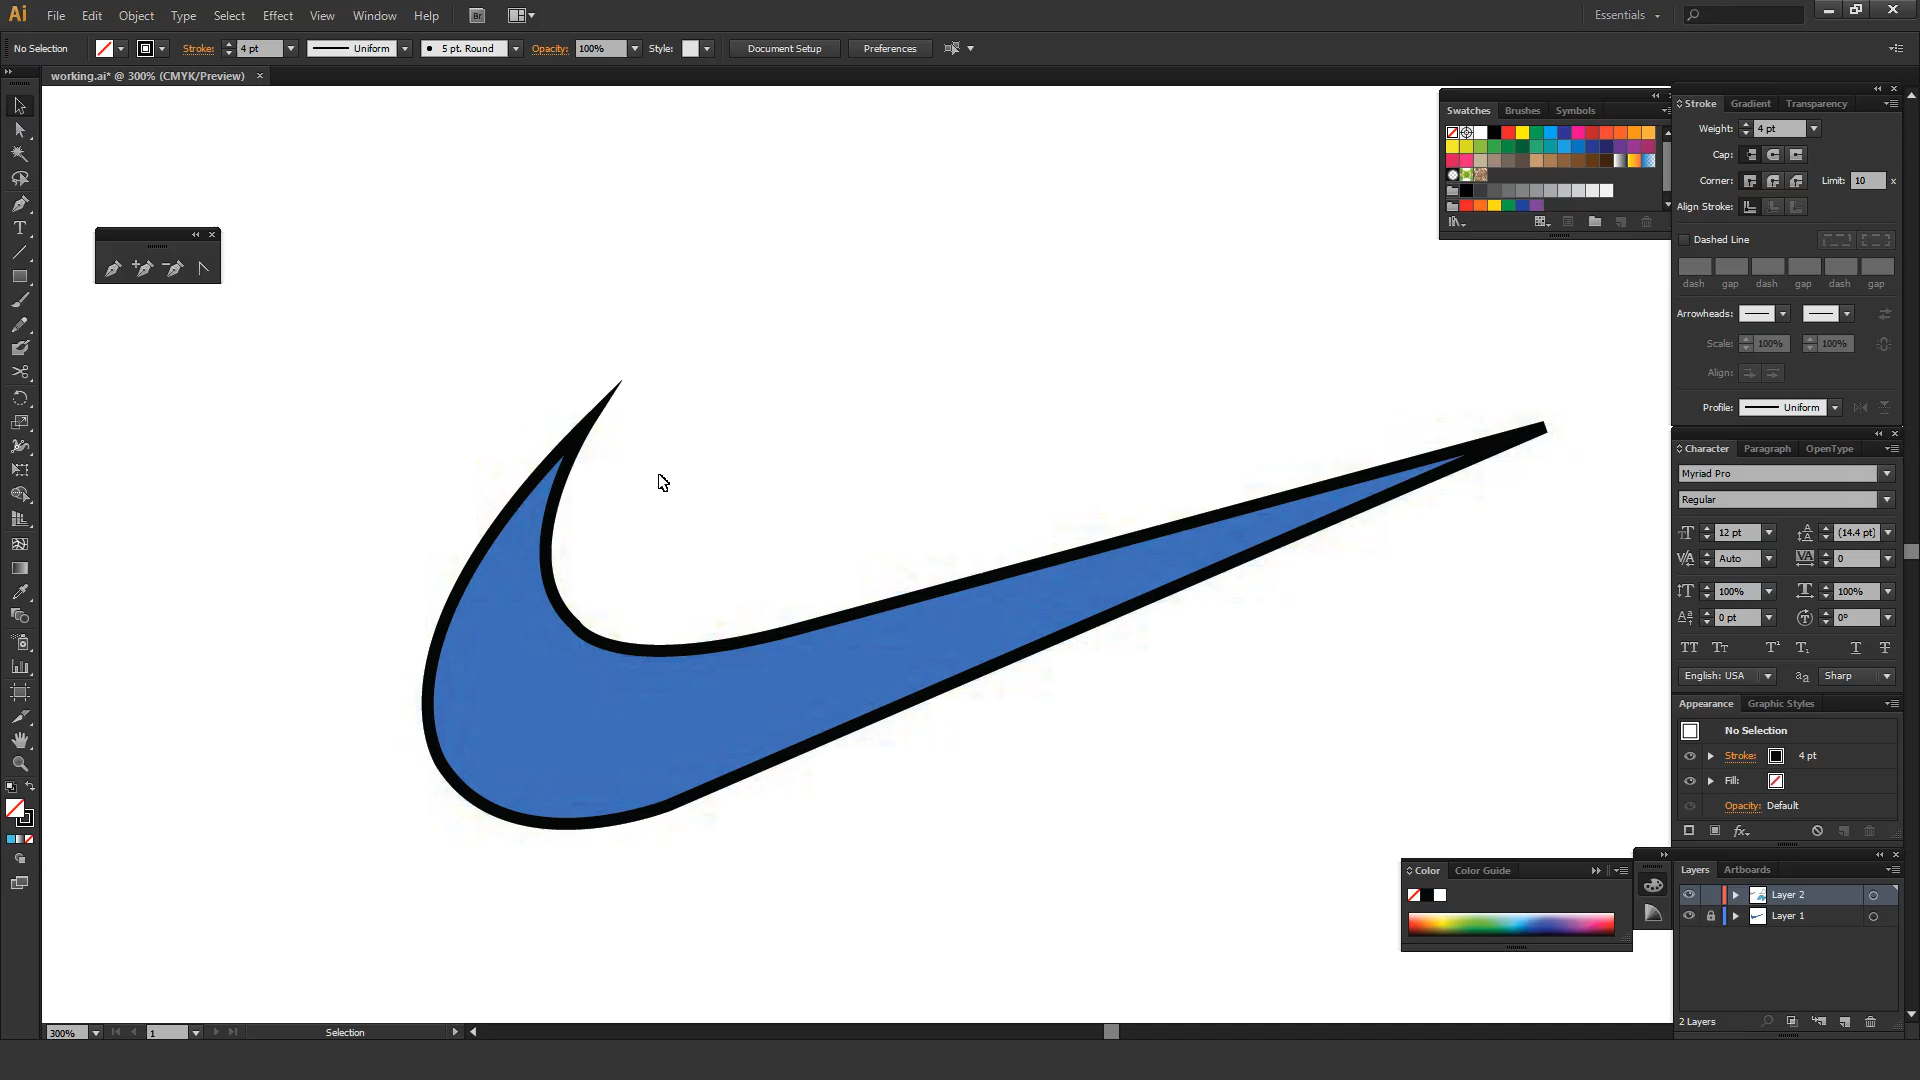 Ai File Edit Object Type Select Effect View Window Help Br Essentials
No Selection Stroke: 4 pt Uniform 5 pt. Round Opacity: 100% Style: Document Setup Preferences
working.ai* @ 300% (CMYK/Preview)
Swatches Brushes Symbols
Stroke Gradient Transparency
Weight: 4 pt
Cap:
Corner: Limit: 10 x
Align Stroke:
Dashed Line
dash gap dash gap dash gap
Arrowheads:
Scale: 100% 100%
Align:
Profile: Uniform
Character Paragraph OpenType
Myriad Pro
Regular
12 pt (14.4 pt)
Auto 0
100% 100%
0 pt 0°
English: USA Sharp
Appearance Graphic Styles
No Selection
Stroke: 4 pt
Fill:
Opacity: Default
fx
Color Color Guide
Layers Artboards
Layer 2
Layer 1
2 Layers
300% 1 Selection